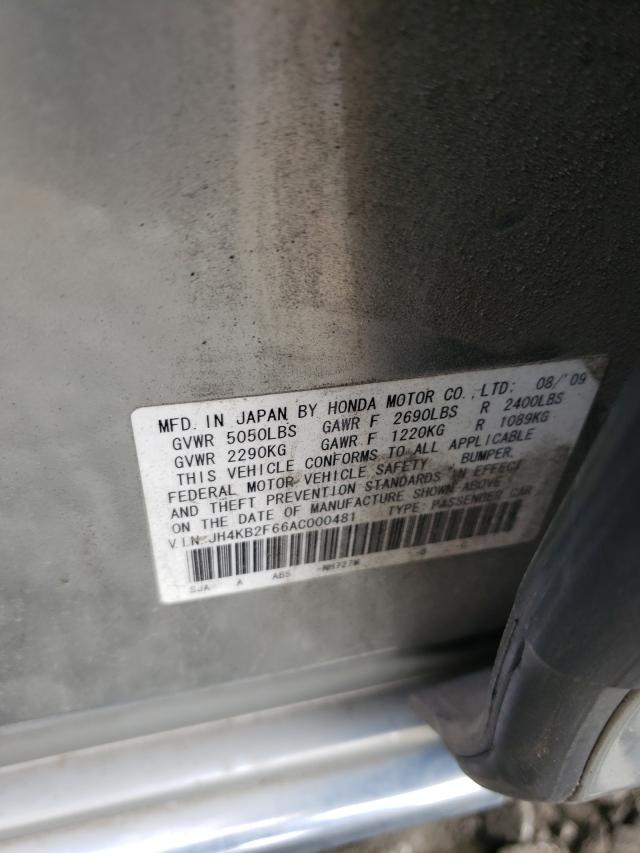 MFD. IN JAPAN BY HONDA MOTOR CO.,LTD: 08/'09
GVWR 5050LBS GAWR F 2690LBS R 2400LBS
GVWR 2290KG GAWR F 1220KG R 1089KG
THIS VEHICLE CONFORMS TO ALL APPLICABLE
FEDERAL MOTOR VEHICLE SAFETY, BUMPER,
AND THEFT PREVENTION STANDARDS IN EFFECT
ON THE DATE OF MANUFACTURE SHOWN ABOVE.
V.I.N. JH4KB2F66AC000481 TYPE: PASSENGER CAR
SJA A ABS NH727M